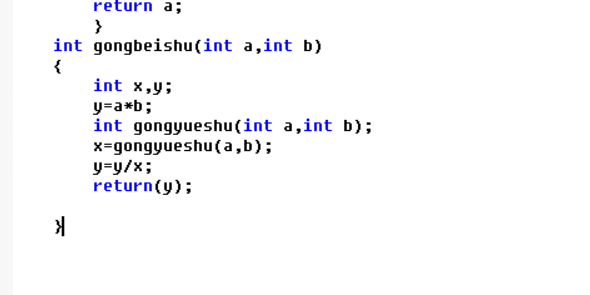 return a;
}
int gongbeishu(int a,int b)
{
int x,y;
y=a*b;
int gongyueshu(int a,int b);
x=gongyueshu(a,b);
y=y/x;
return(y);
}